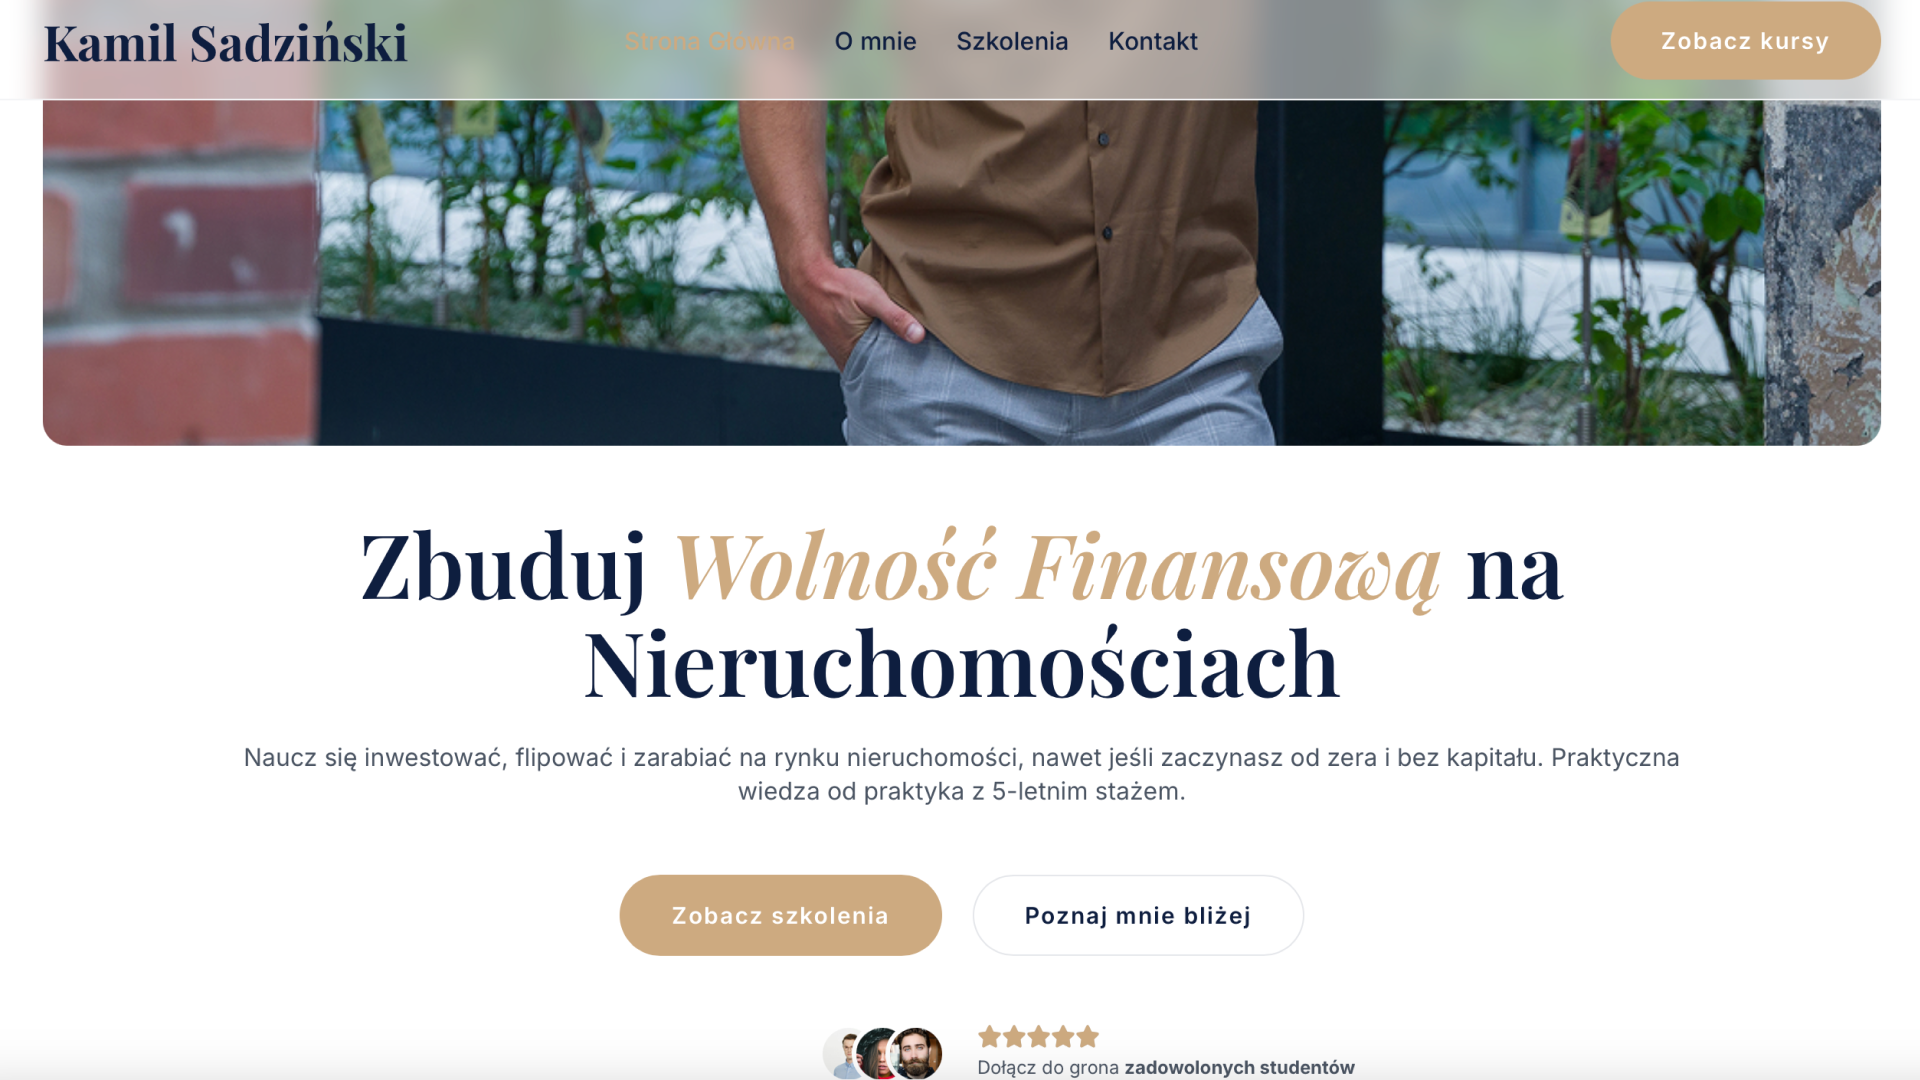 Kamil Sadziński
Strona Główna
O mnie
Szkolenia
Kontakt
Zobacz kursy
Zbuduj Wolność Finansową na
Nieruchomościach
Naucz się inwestować, flipować i zarabiać na rynku nieruchomości, nawet jeśli zaczynasz od zera i bez kapitału. Praktyczna
wiedza od praktyka z 5-letnim stażem.
Zobacz szkolenia
Poznaj mnie bliżej
Dołącz do grona zadowolonych studentów